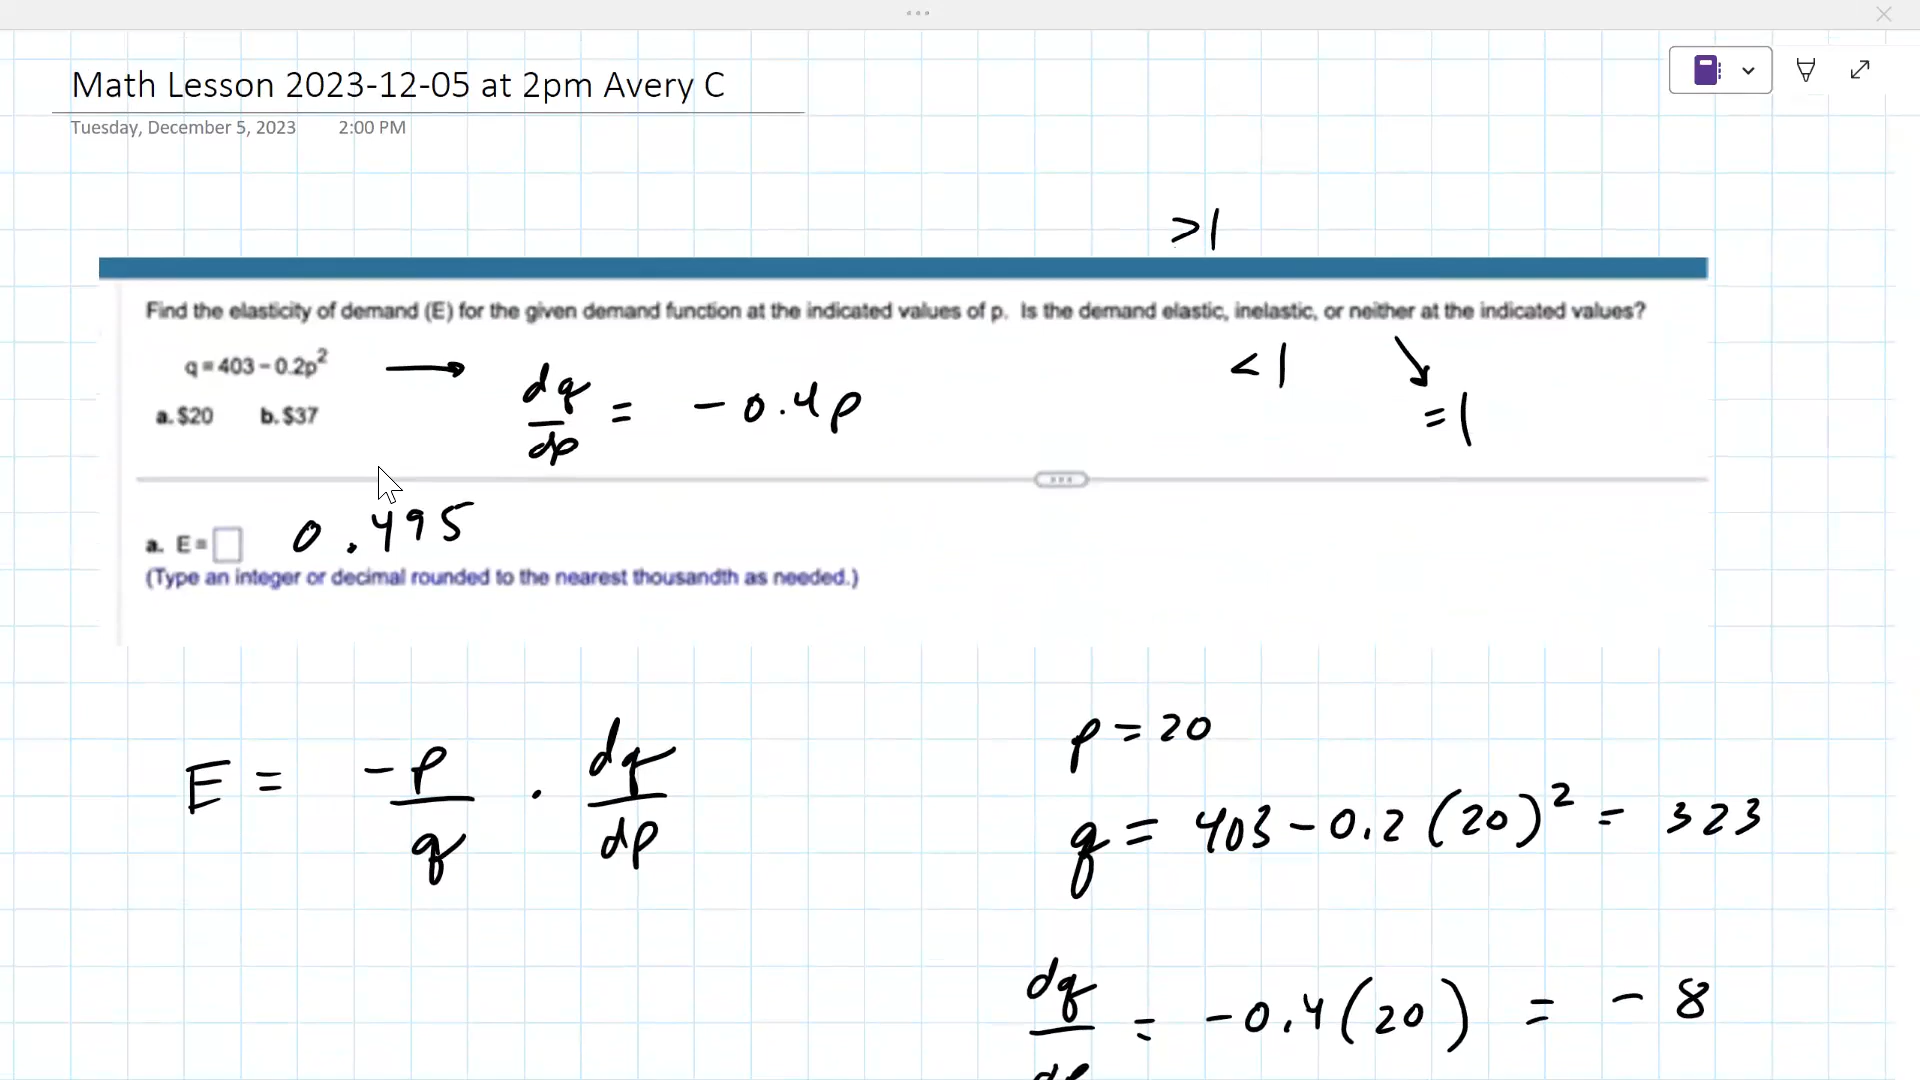 Math Lesson 2023-12-05 at 2pm Avery C
Tuesday, December 5, 2023 2:00 PM
>1
Find the elasticity of demand (E) for the given demand function at the indicated values of p. Is the demand elastic, inelastic, or neither at the indicated values?
q = 403 − 0.2p²
→ dq/dp = -0.4p
<1
=1
a. $20 b. $37
a. E = 0.495
(Type an integer or decimal rounded to the nearest thousandth as needed.)
E = -p/q · dq/dp
p = 20
q = 403 - 0.2(20)² = 323
dq/dp = -0.4(20) = -8